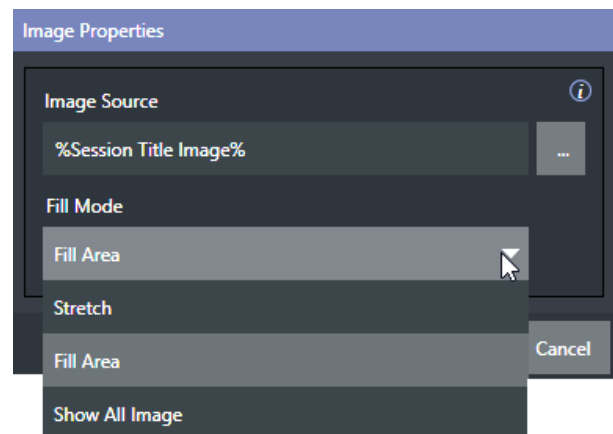 Image Properties
Image Source
%Session Title Image%
...
Fill Mode
Fill Area
Stretch
Fill Area
Cancel
Show All Image